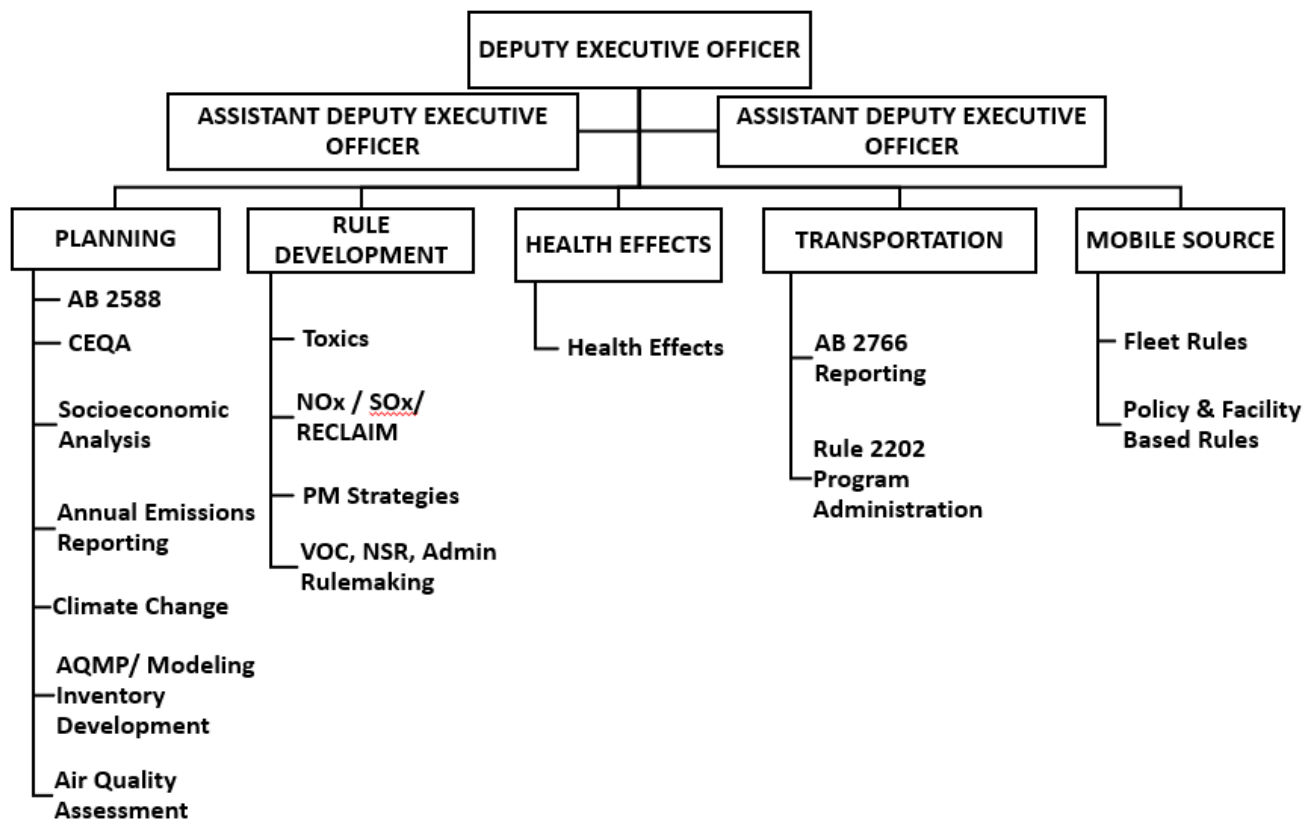 DEPUTY EXECUTIVE OFFICER
ASSISTANT DEPUTY EXECUTIVE
OFFICER
ASSISTANT DEPUTY EXECUTIVE
OFFICER
PLANNING
AB 2588
CEQA
Socioeconomic
Analysis
Annual Emissions
Reporting
Climate Change
AQMP/ Modeling
Inventory
Development
Air Quality
Assessment
RULE
DEVELOPMENT
Toxics
NOx / SOx/
RECLAIM
PM Strategies
VOC, NSR, Admin
Rulemaking
HEALTH EFFECTS
Health Effects
TRANSPORTATION
AB 2766
Reporting
Rule 2202
Program
Administration
MOBILE SOURCE
Fleet Rules
Policy & Facility
Based Rules